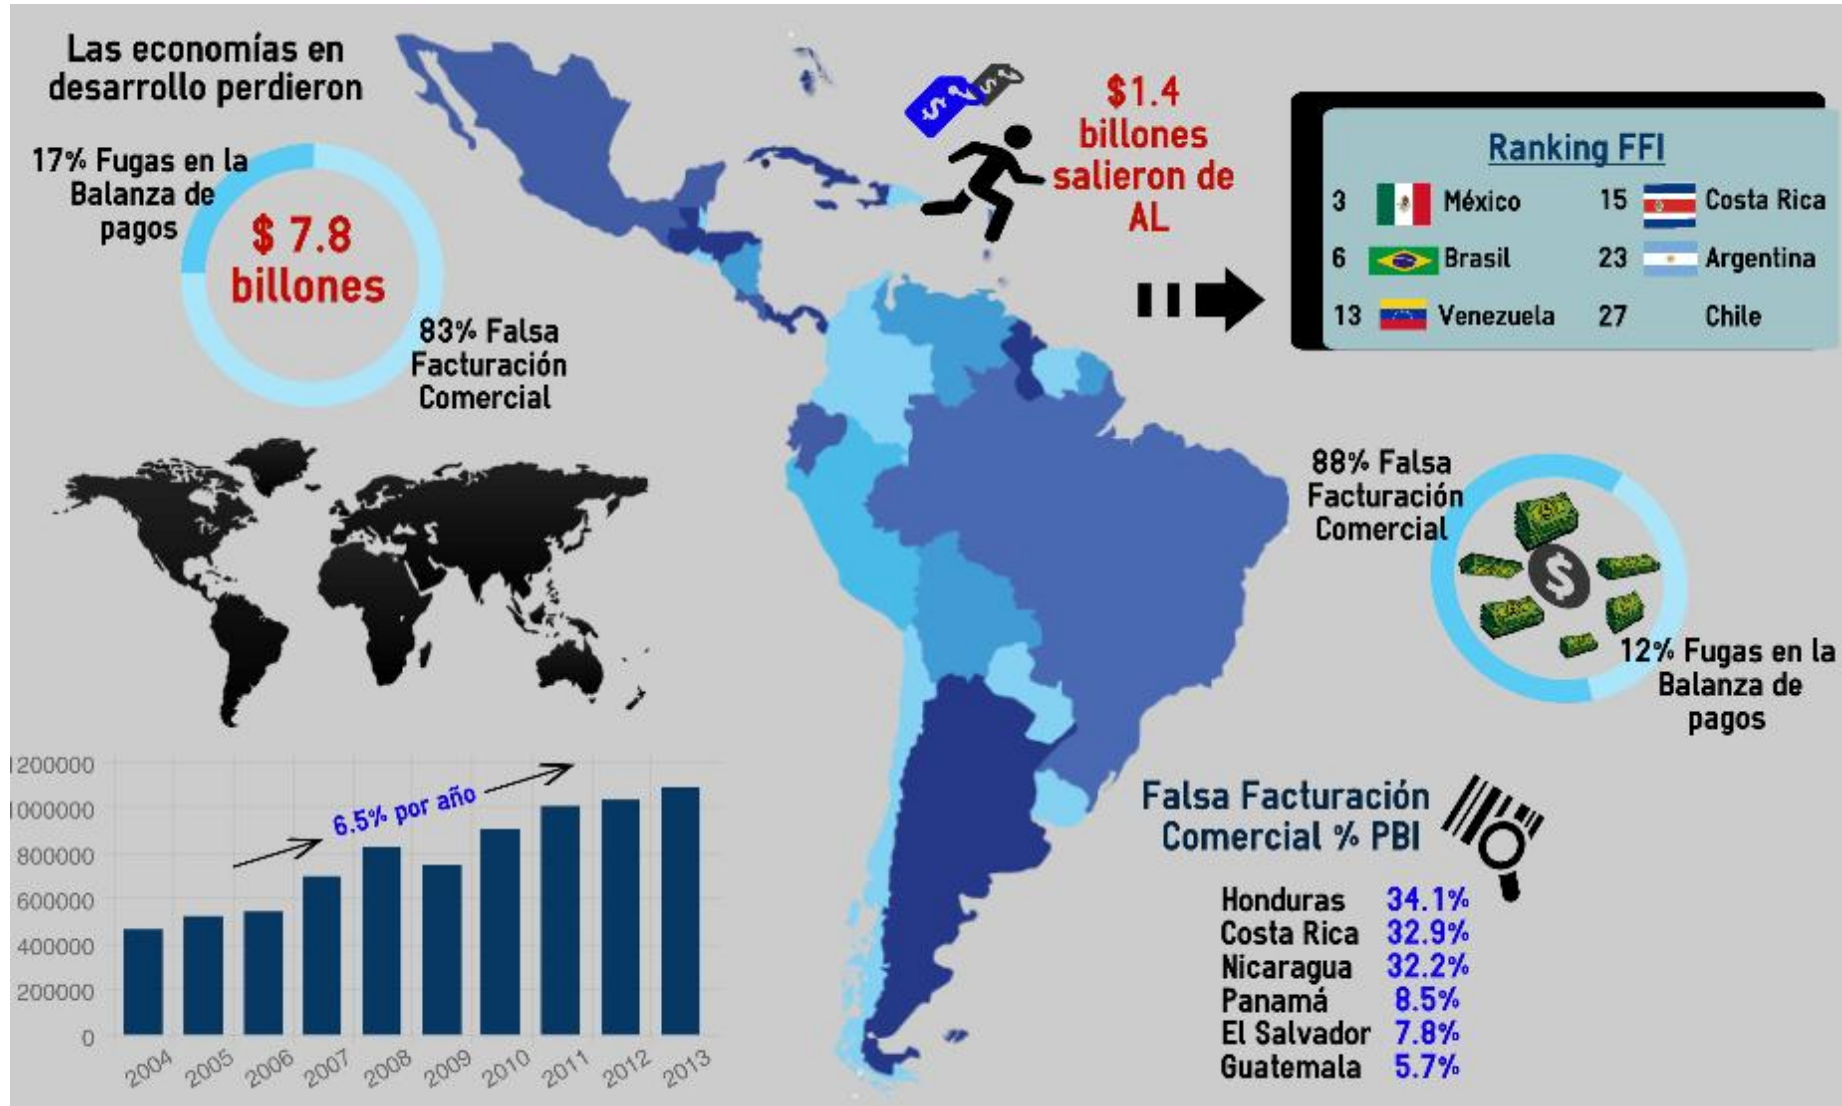 Las economías en
desarrollo perdieron
17% Fugas en la
Balanza de
pagos
$ 7.8
billones
83% Falsa
Facturación
Comercial
$1.4
billones
salieron de
AL
Ranking FFI
3 México 15 Costa Rica
6 Brasil 23 Argentina
13 Venezuela 27 Chile
88% Falsa
Facturación
Comercial
12% Fugas en la
Balanza de
pagos
1200000
1000000
800000
600000
400000
200000
0
6.5% por año
2004 2005 2006 2007 2008 2009 2010 2011 2012 2013
Falsa Facturación
Comercial % PBI
Honduras 34.1%
Costa Rica 32.9%
Nicaragua 32.2%
Panamá 8.5%
El Salvador 7.8%
Guatemala 5.7%